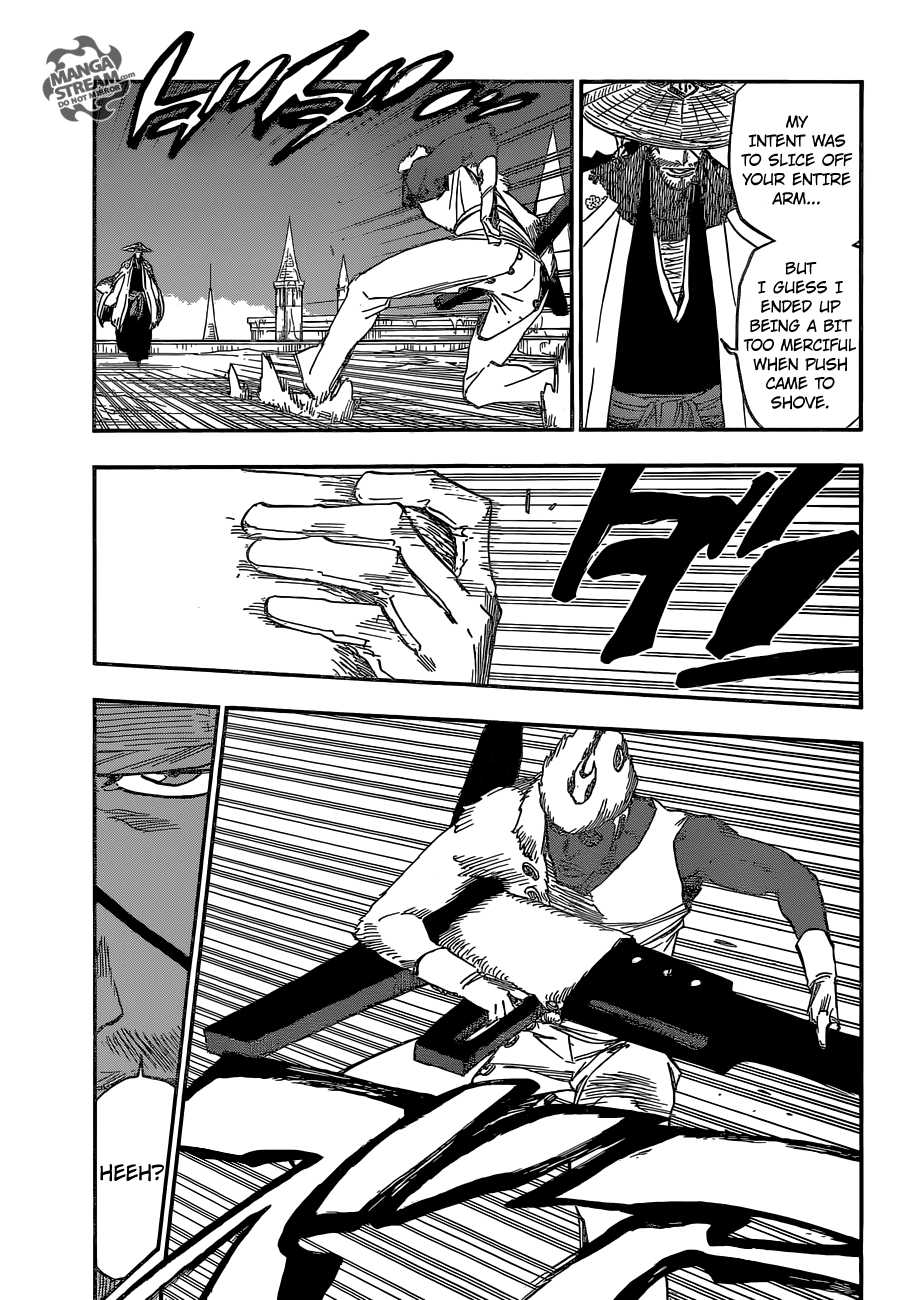 MANGA
STREAM.com
DO NOT MIRROR
MY
INTENT WAS
TO SLICE OFF
YOUR ENTIRE
ARM...
BUT
I GUESS I
ENDED UP
BEING A BIT
TOO MERCIFUL
WHEN PUSH
CAME TO
SHOVE.
HEEH?